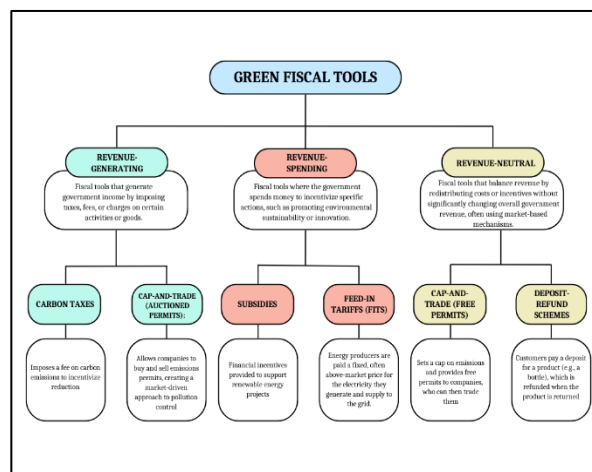 GREEN FISCAL TOOLS
REVENUE-
GENERATING
Fiscal tools that generate
government income by imposing
taxes, fees, or charges on certain
activities or goods.
REVENUE-
SPENDING
Fiscal tools where the government
spends money to incentivize specific
actions, such as promoting environmental
sustainability or innovation.
REVENUE-NEUTRAL
Fiscal tools that balance revenue by
redistributing costs or incentives without
significantly changing overall government
revenue, often using market-based
mechanisms.
CARBON TAXES
Imposes a fee on carbon
emissions to incentivize
reduction
CAP-AND-TRADE
(AUCTIONED
PERMITS):
Allows companies to
buy and sell emissions
permits, creating a
market-driven
approach to pollution
control
SUBSIDIES
Financial incentives
provided to support
renewable energy
projects
FEED-IN
TARIFFS (FITS)
Energy producers are
paid a fixed, often
above-market price for
the electricity they
generate and supply to
the grid.
CAP-AND-
TRADE (FREE
PERMITS)
Sets a cap on emissions
and provides free
permits to companies,
who can then trade
them
DEPOSIT-
REFUND
SCHEMES
Customers pay a deposit
for a product (e.g., a
bottle), which is
refunded when the
product is returned